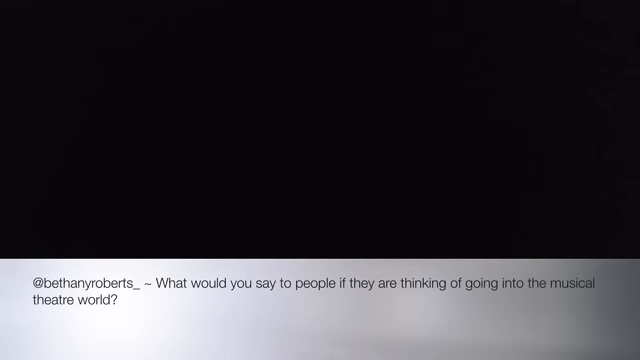 @bethanyroberts_ ~ What would you say to people if they are thinking of going into the musical
theatre world?